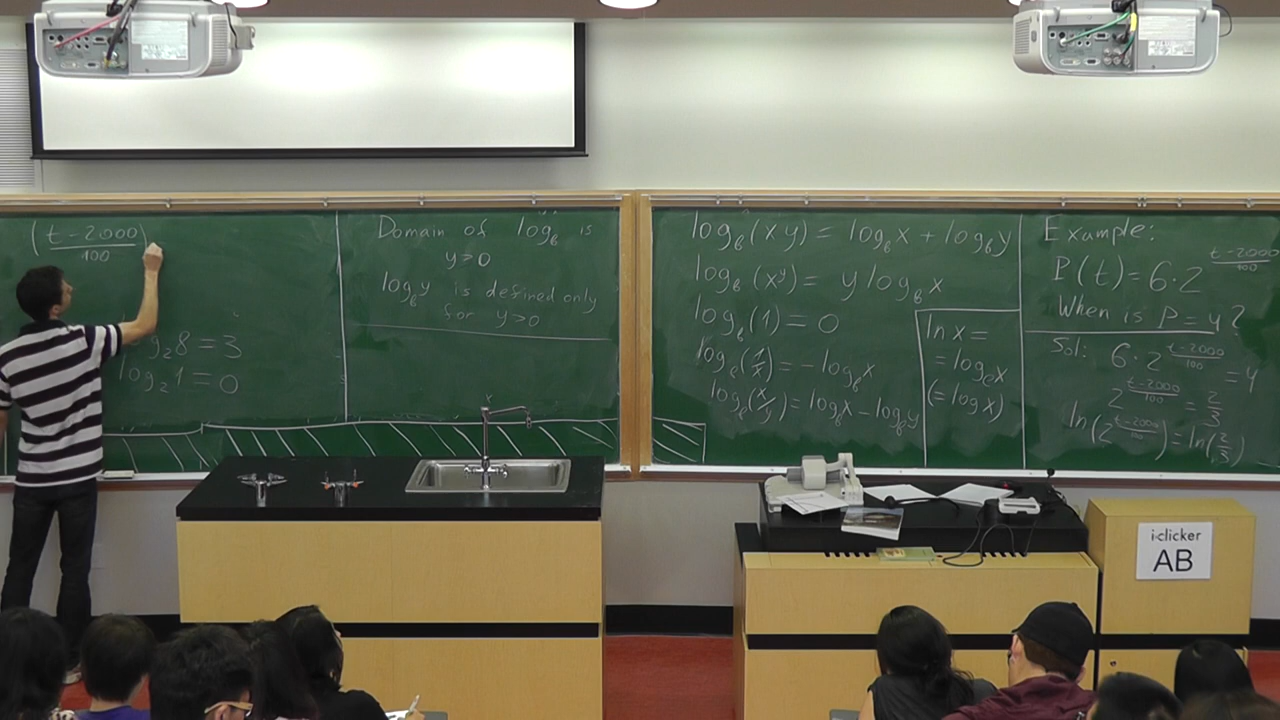 (t-2000/100)
log₂8 = 3
log₂1 = 0
Domain of log_b is
y>0
log_b y is defined only
for y>0
log_b(xy) = log_b x + log_b y
log_b(x^y) = y log_b x
log_b(1) = 0
log_b(1/x) = -log_b x
log_b(x/y) = log_b x - log_b y
ln x =
= log_e x
(= log x)
Example:
P(t) = 6·2^(t-2000/100)
When is P = 4?
Sol: 6·2^(t-2000/100) = 4
2^(t-2000/100) = 2/3
ln(2^(t-2000/100)) = ln(2/3)
i>clicker
AB